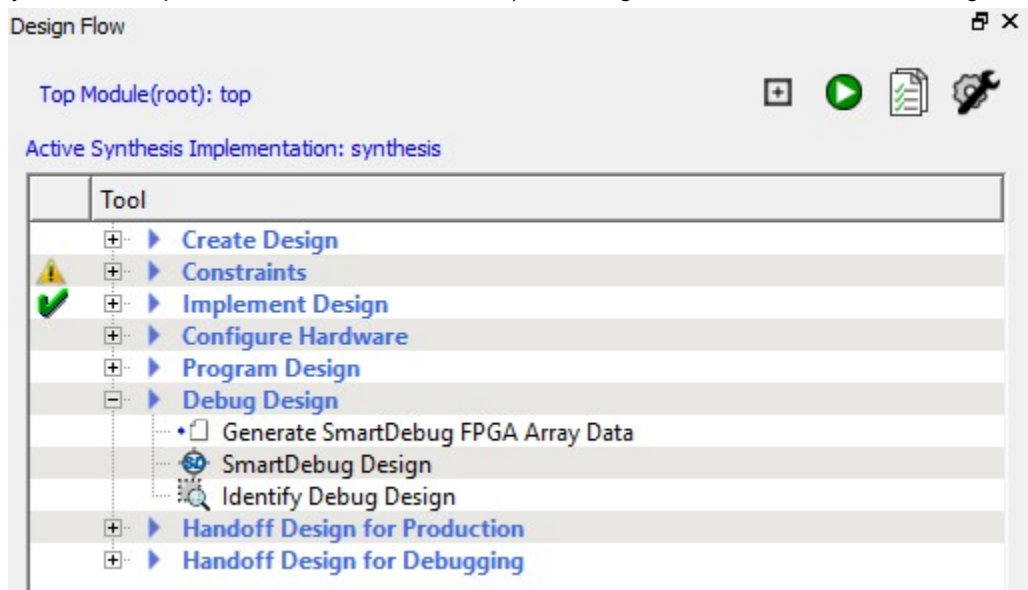 Design Flow
Top Module(root): top
Active Synthesis Implementation: synthesis
Tool
Create Design
Constraints
Implement Design
Configure Hardware
Program Design
Debug Design
Generate SmartDebug FPGA Array Data
SmartDebug Design
Identify Debug Design
Handoff Design for Production
Handoff Design for Debugging